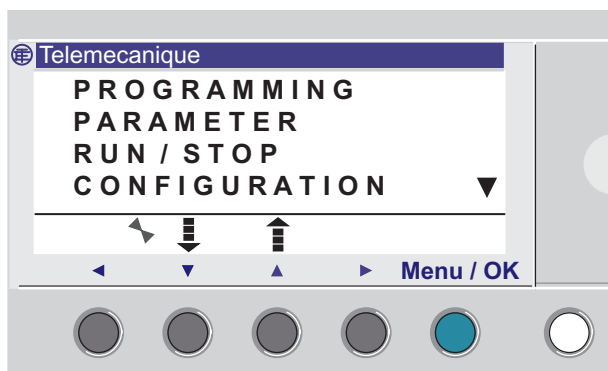 Telemecanique
PROGRAMMING
PARAMETER
RUN / STOP
CONFIGURATION
Menu / OK